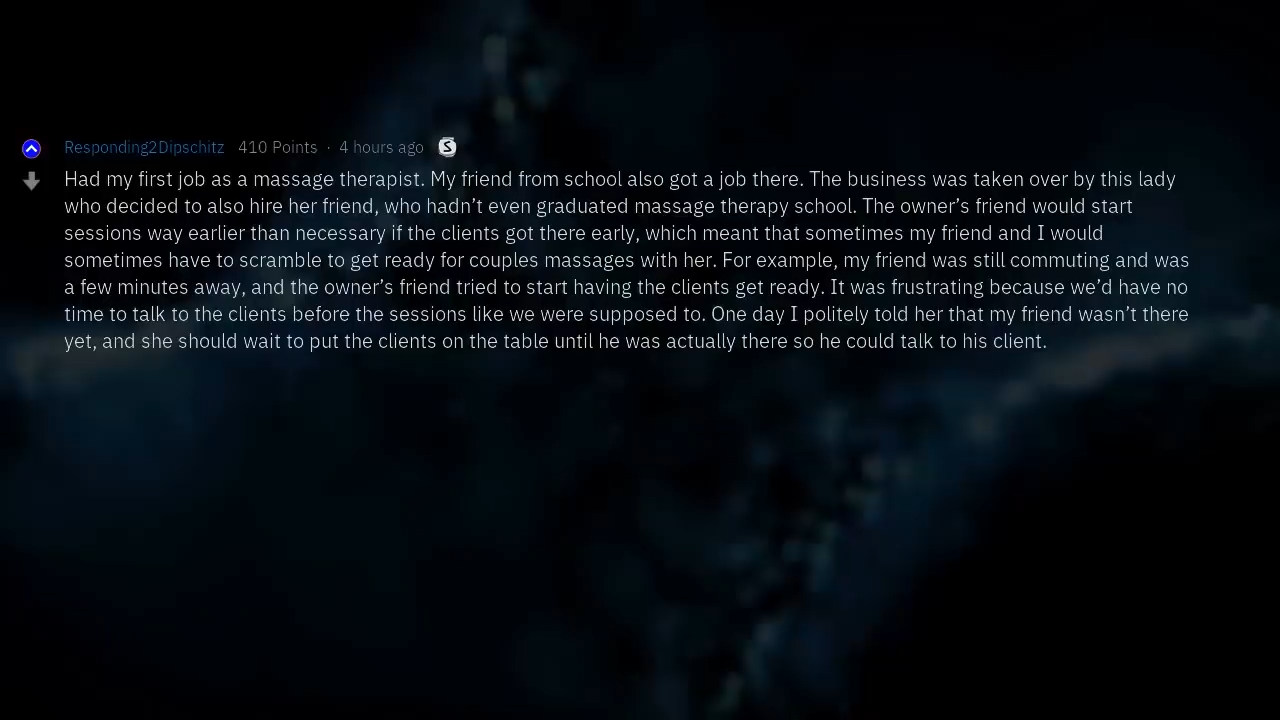 Responding2Dipschitz 410 Points · 4 hours ago S
Had my first job as a massage therapist. My friend from school also got a job there. The business was taken over by this lady
who decided to also hire her friend, who hadn’t even graduated massage therapy school. The owner’s friend would start
sessions way earlier than necessary if the clients got there early, which meant that sometimes my friend and I would
sometimes have to scramble to get ready for couples massages with her. For example, my friend was still commuting and was
a few minutes away, and the owner’s friend tried to start having the clients get ready. It was frustrating because we’d have no
time to talk to the clients before the sessions like we were supposed to. One day I politely told her that my friend wasn’t there
yet, and she should wait to put the clients on the table until he was actually there so he could talk to his client.